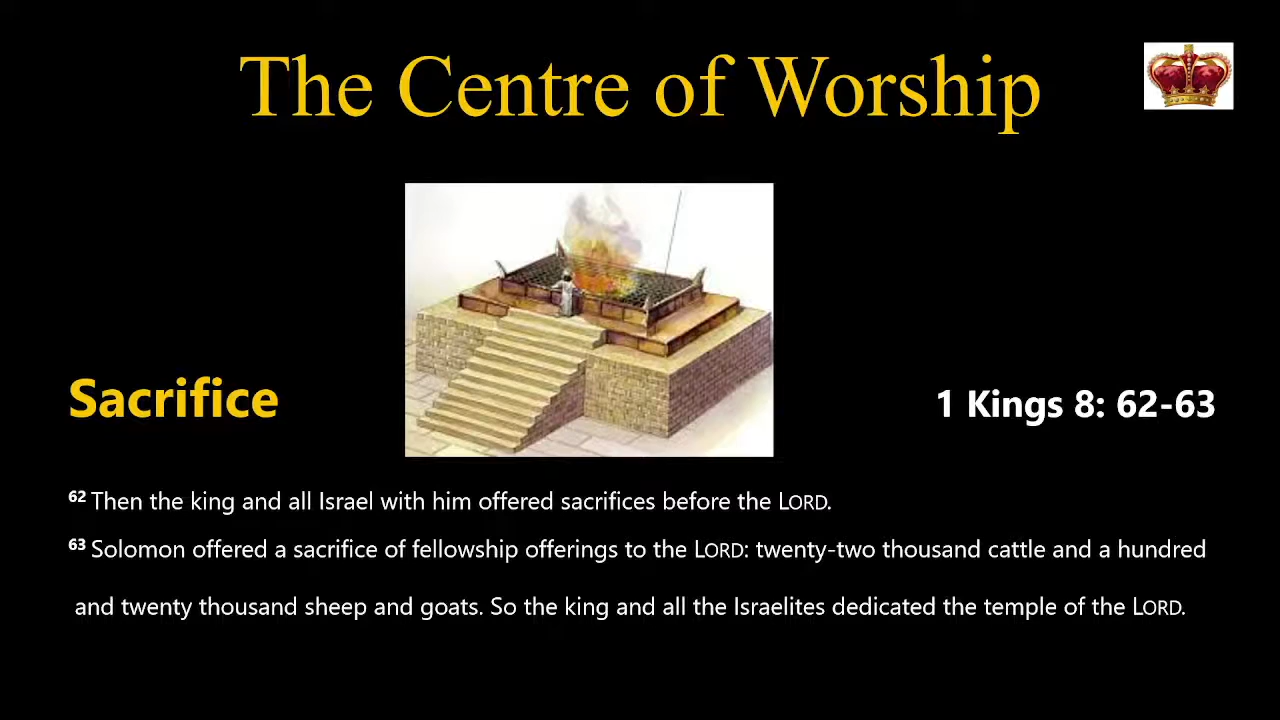 The Centre of Worship
Sacrifice
1 Kings 8: 62-63
62 Then the king and all Israel with him offered sacrifices before the LORD.
63 Solomon offered a sacrifice of fellowship offerings to the LORD: twenty-two thousand cattle and a hundred
and twenty thousand sheep and goats. So the king and all the Israelites dedicated the temple of the LORD.